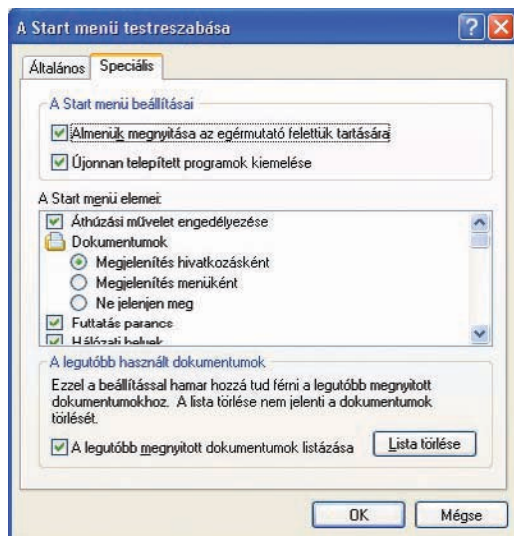 A Start menü testreszabása
Általános Speciális
A Start menü beállításai
Almenük megnyitása az egérmutató felettük tartására
Újonnan telepített programok kiemelése
A Start menü elemei:
Áthúzási művelet engedélyezése
Dokumentumok
Megjelenítés hivatkozásként
Megjelenítés menüként
Ne jelenjen meg
Futtatás parancs
Hálózati helyek
A legutóbb használt dokumentumok
Ezzel a beállítással hamar hozzá tud férni a legutóbb megnyitott
dokumentumokhoz. A lista törlése nem jelenti a dokumentumok
törlését.
A legutóbb megnyitott dokumentumok listázása Lista törlése
OK Mégse